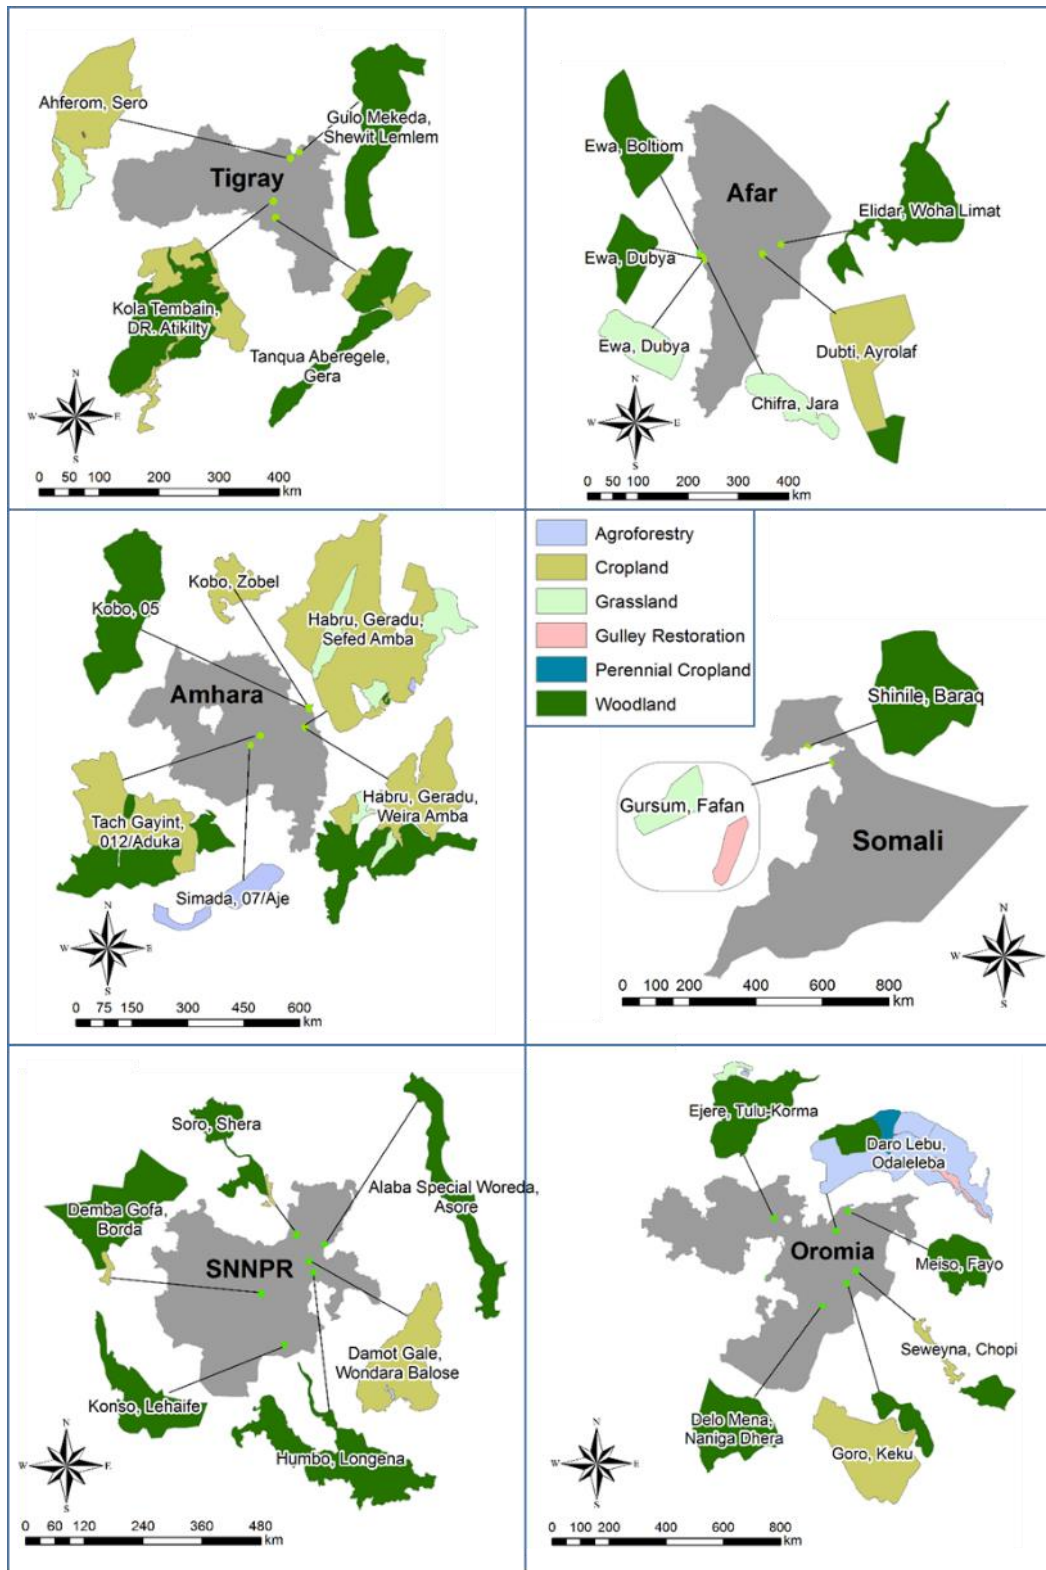 Ahferom, Sero
Gulo Mekeda,
Shewit Lemlem
Tigray
Kola Tembain,
DR. Atikilty
Tanqua Aberegele,
Gera
N
W E
S
0 50 100 200 300 400
km
Ewa, Boltiom
Afar
Elidar, Woha Limat
Ewa, Dubya
Ewa, Dubya
Dubti, Ayrolaf
Chifra, Jara
N
W E
S
0 50 100 200 300 400
km
Kobo, Zobel
Kobo, 05
Habru, Geradu,
Sefed Amba
Amhara
Habru, Geradu,
Weira Amba
Tach Gayint,
012/Aduka
Simada, 07/Aje
N
W E
S
0 75 150 300 450 600
km
Agroforestry
Cropland
Grassland
Gulley Restoration
Perennial Cropland
Woodland
Shinile, Baraq
Gursum, Fafan
Somali
N
W
S
0 100 200 400 600 800
km
Soro, Shera
Alaba Special Woreda,
Asore
Demba Gofa,
Borda
SNNPR
Damot Gale,
Wondara Balose
Konso, Lehaife
Humbo, Longena
N
W E
S
0 60 120 240 360 480
km
Ejere, Tulu-Korma
Daro Lebu,
Odaleleba
Oromia
Meiso, Fayo
Seweyna, Chopi
Delo Mena,
Naniga Dhera
Goro, Keku
N
W E
S
0 100 200 400 600 800
km